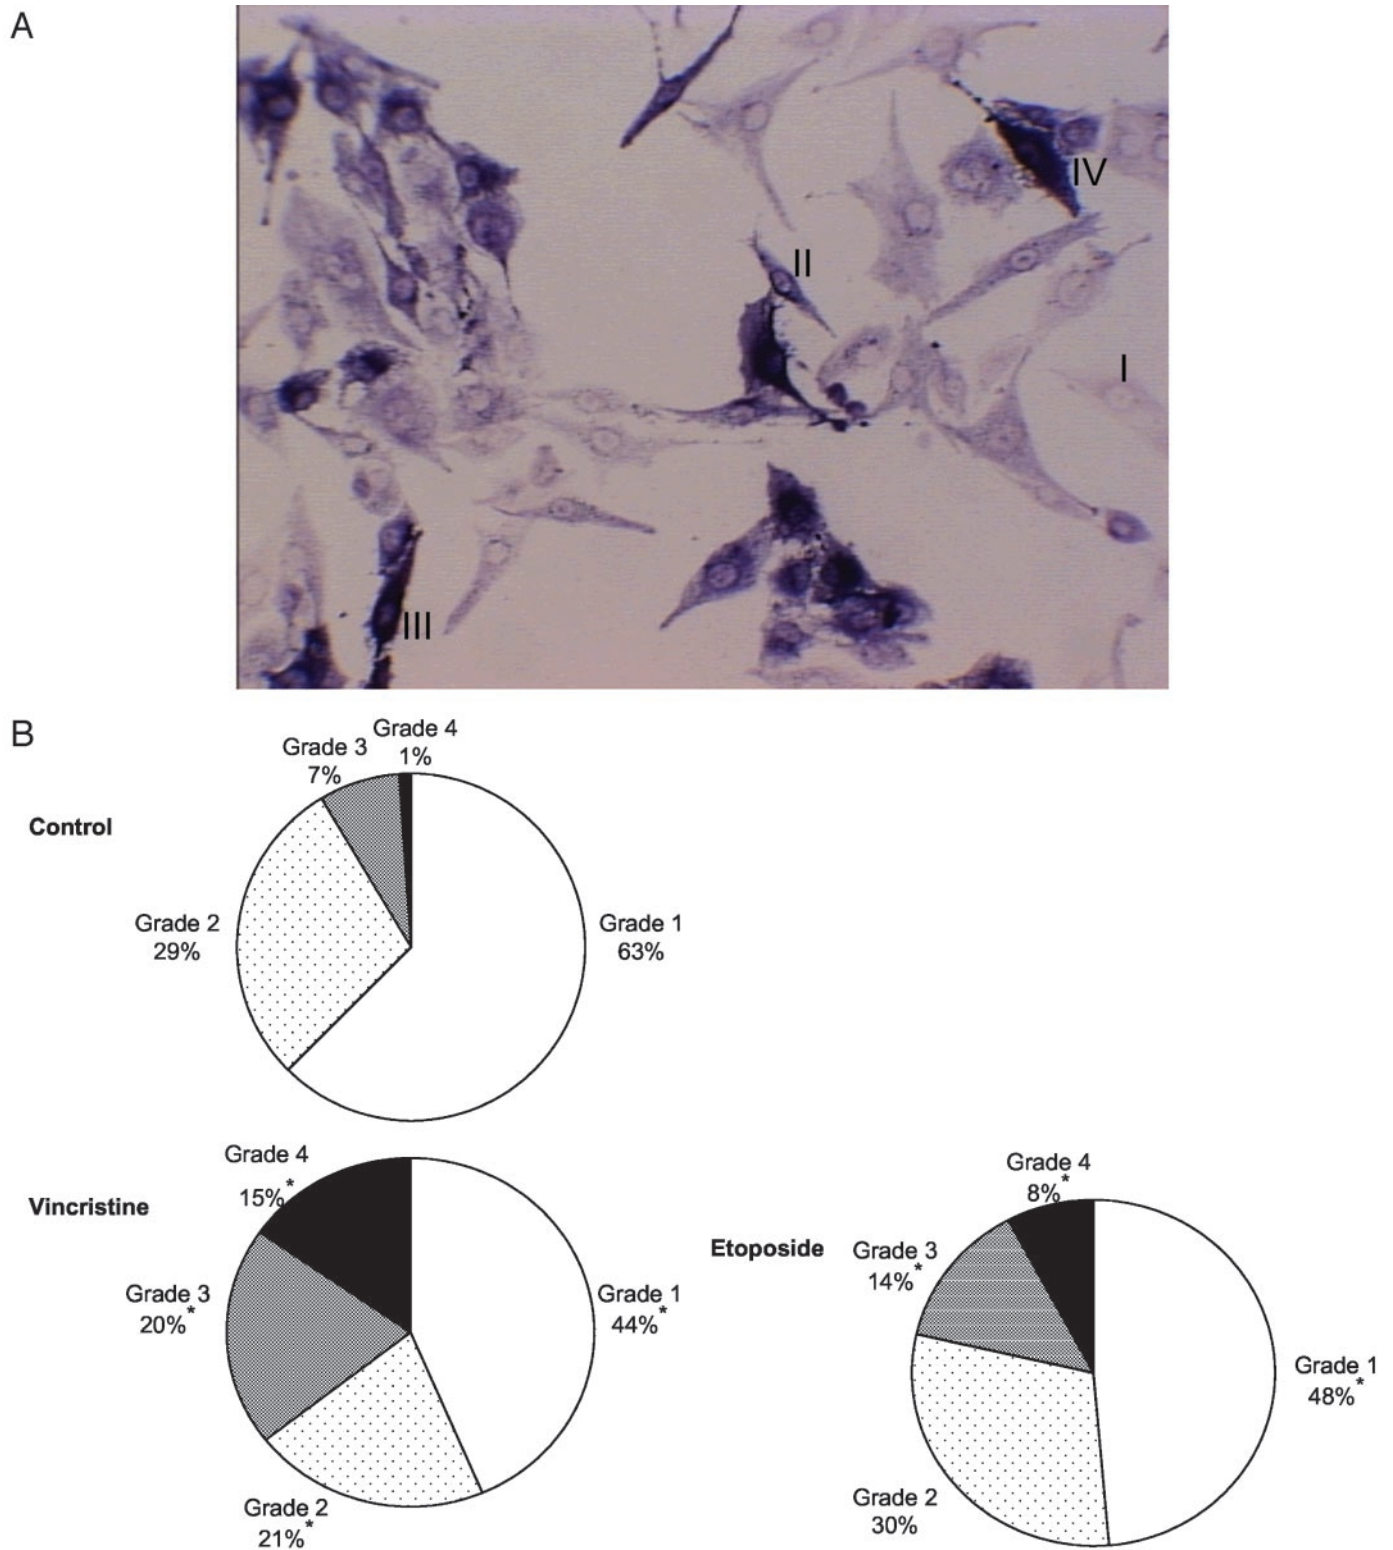 A
IV
II
I
III
B
Grade 4
1%
Grade 3
7%
Control
Grade 2
29%
Grade 1
63%
Grade 4
15%*
Vincristine
Grade 3
20%*
Grade 1
44%*
Grade 2
21%*
Grade 4
8%*
Etoposide
Grade 3
14%*
Grade 1
48%*
Grade 2
30%